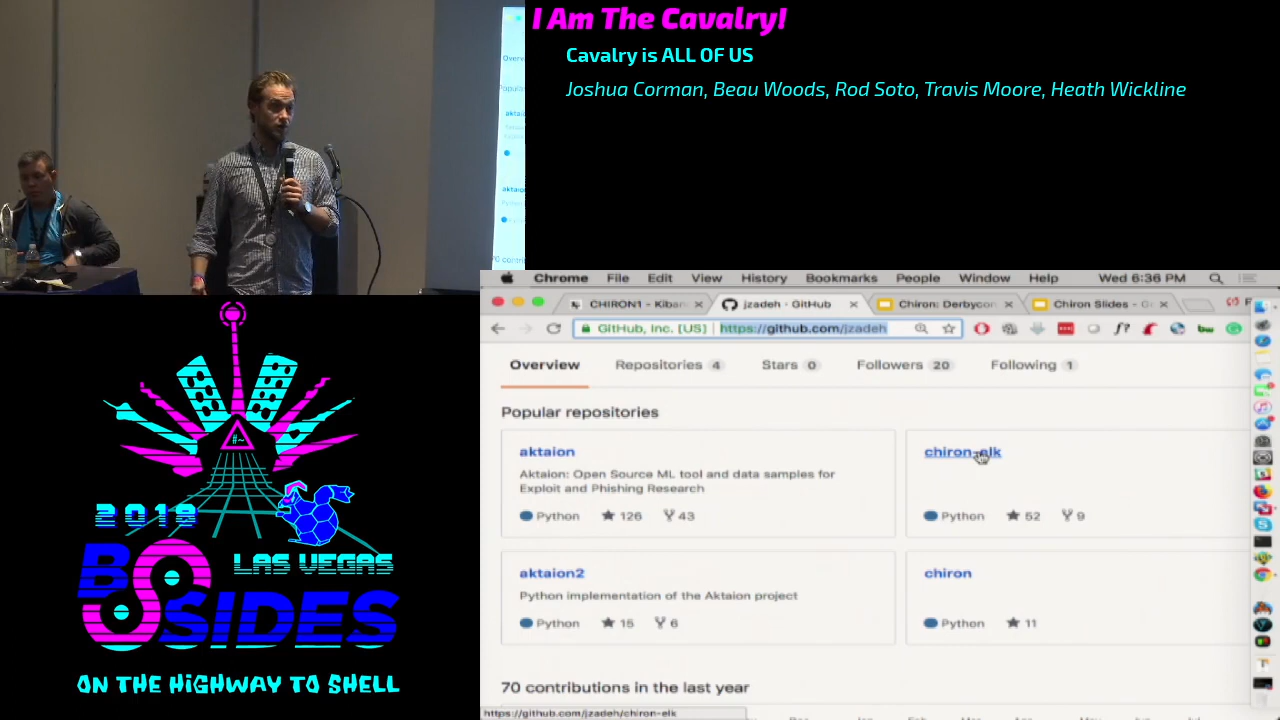 I Am The Cavalry!
Cavalry is ALL OF US
Joshua Corman, Beau Woods, Rod Soto, Travis Moore, Heath Wickline
Chrome File Edit View History Bookmarks People Window Help Wed 6:36 PM
CHIRON1 - Kiban jzadeh · GitHub Chiron: Derbycon Chiron Slides - G
GitHub, Inc. [US] | https://github.com/jzadeh
Overview Repositories 4 Stars 0 Followers 20 Following 1
Popular repositories
aktaion
Aktaion: Open Source ML tool and data samples for
Exploit and Phishing Research
Python 126 43
chiron-elk
Python 52 9
aktaion2
Python implementation of the Aktaion project
Python 15 6
chiron
Python 11
70 contributions in the last year
https://github.com/jzadeh/chiron-elk
#~
2018
BSIDES
LAS VEGAS
ON THE HIGHWAY TO SHELL